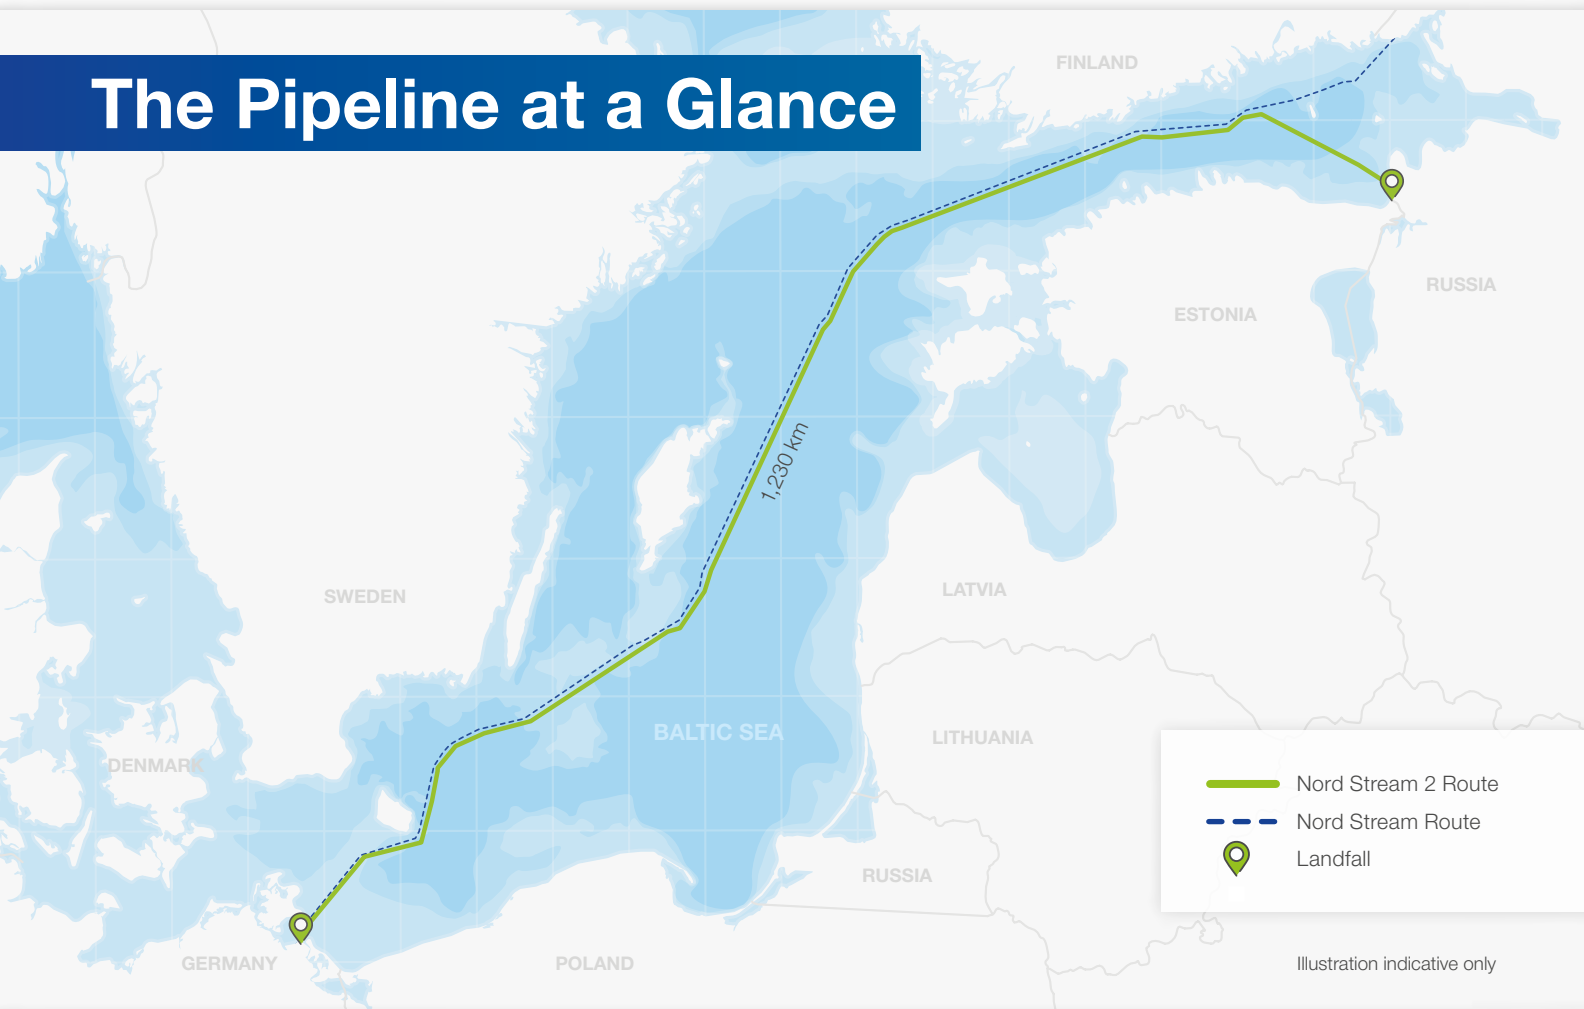 The Pipeline at a Glance
FINLAND
RUSSIA
ESTONIA
1,230 km
SWEDEN
LATVIA
BALTIC SEA
LITHUANIA
DENMARK
Nord Stream 2 Route
Nord Stream Route
Landfall
RUSSIA
GERMANY
POLAND
Illustration indicative only